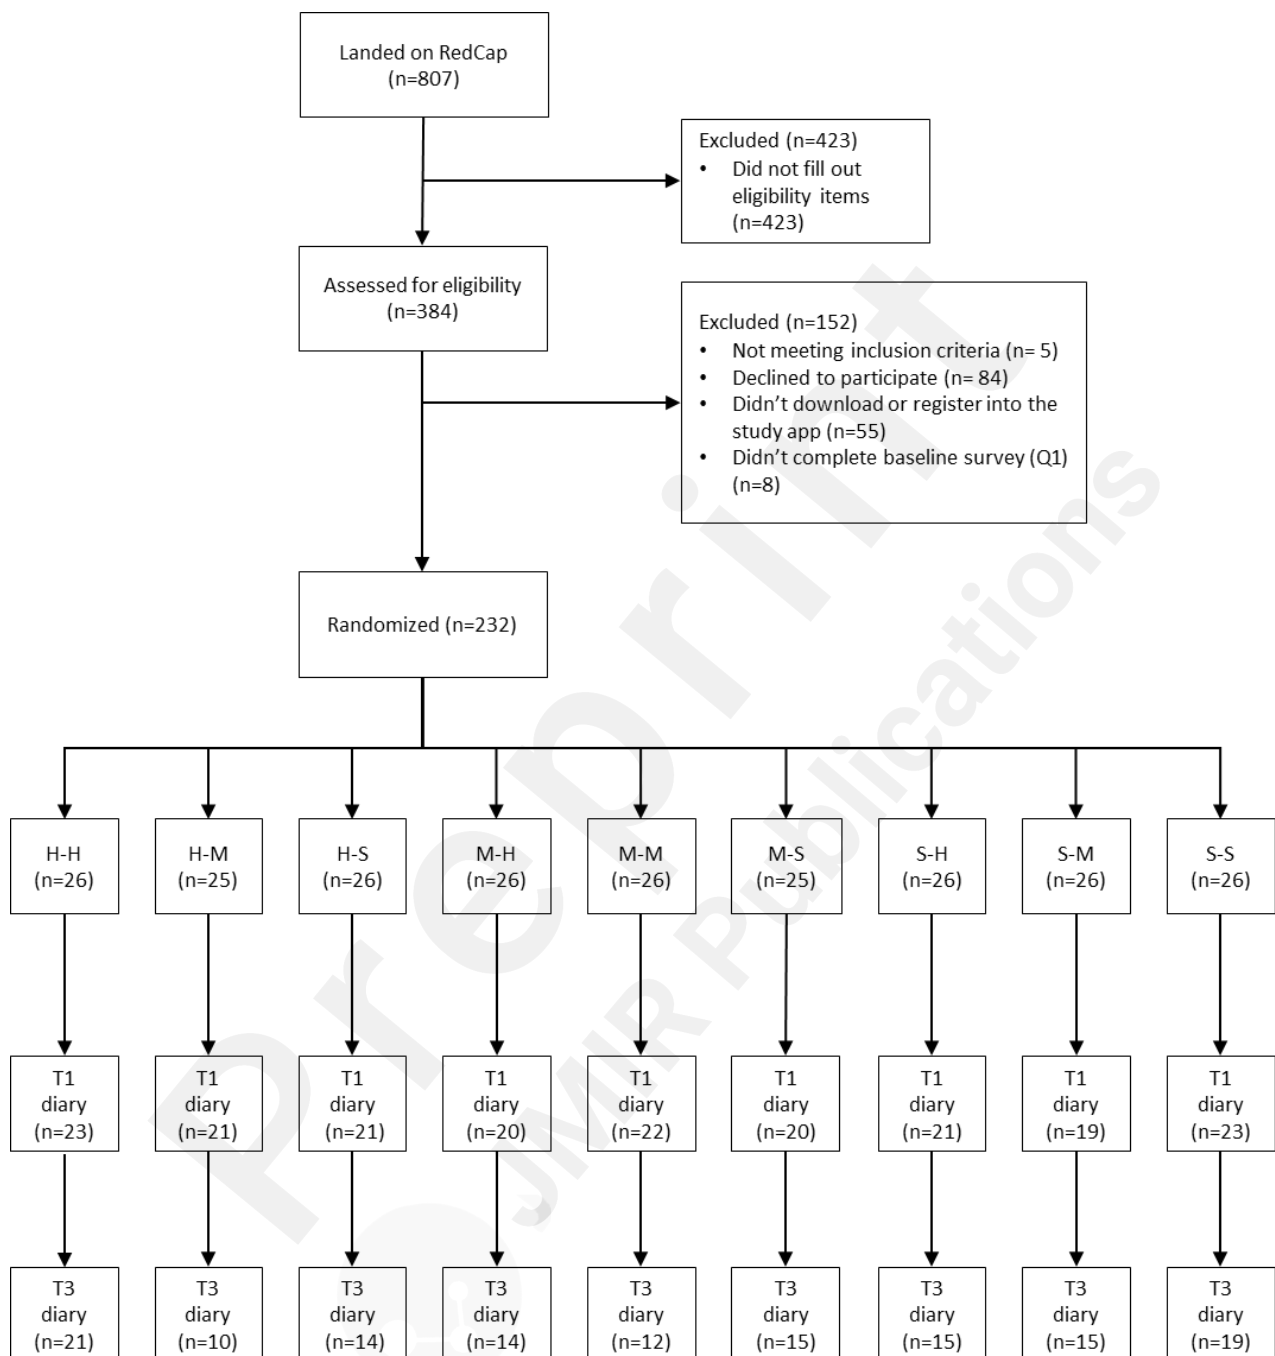 Landed on RedCap
(n=807)
Excluded (n=423)
• Did not fill out
eligibility items
(n=423)
Assessed for eligibility
(n=384)
Excluded (n=152)
• Not meeting inclusion criteria (n= 5)
• Declined to participate (n= 84)
• Didn’t download or register into the
study app (n=55)
• Didn’t complete baseline survey (Q1)
(n=8)
Randomized (n=232)
H-H
(n=26)
H-M
(n=25)
H-S
(n=26)
M-H
(n=26)
M-M
(n=26)
M-S
(n=25)
S-H
(n=26)
S-M
(n=26)
S-S
(n=26)
T1
diary
(n=23)
T1
diary
(n=21)
T1
diary
(n=21)
T1
diary
(n=20)
T1
diary
(n=22)
T1
diary
(n=20)
T1
diary
(n=21)
T1
diary
(n=19)
T1
diary
(n=23)
T3
diary
(n=21)
T3
diary
(n=10)
T3
diary
(n=14)
T3
diary
(n=14)
T3
diary
(n=12)
T3
diary
(n=15)
T3
diary
(n=15)
T3
diary
(n=15)
T3
diary
(n=19)
Preprint
JMIR Publications